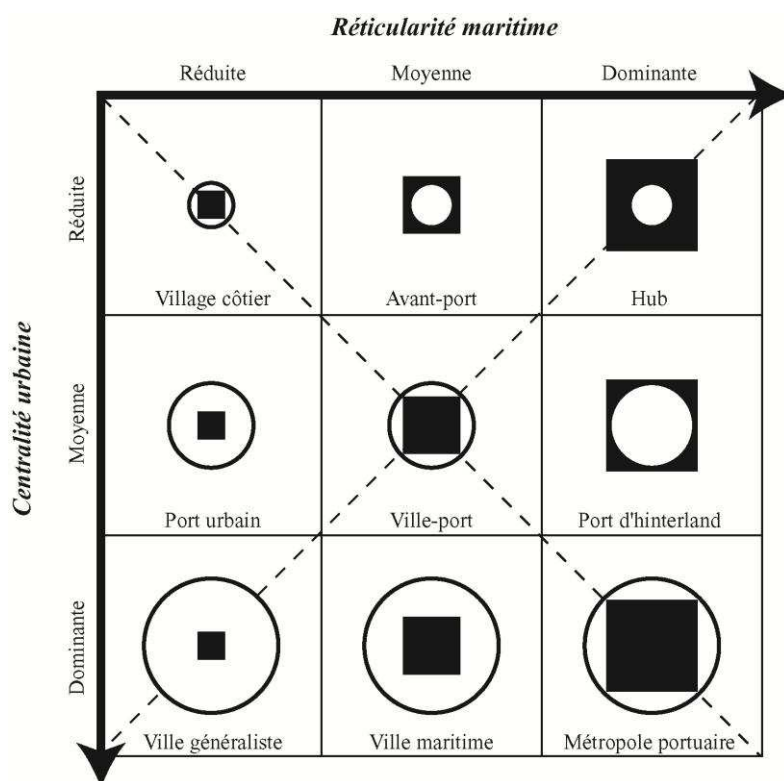 Réticularité maritime
Réduite Moyenne Dominante
Centralité urbaine
Réduite
Village côtier Avant-port Hub
Moyenne
Port urbain Ville-port Port d'hinterland
Dominante
Ville généraliste Ville maritime Métropole portuaire